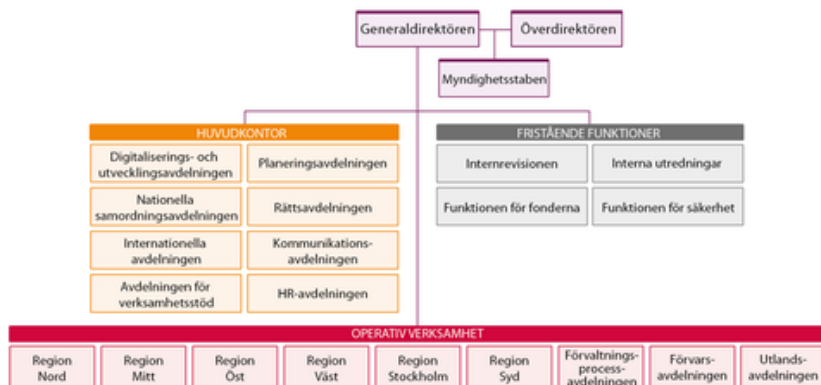 Generaldirektören
Överdirektören
Myndighetsstaben
HUVUDKONTOR
Digitaliserings- och
utvecklingsavdelningen
Planeringsavdelningen
Nationella
samordningsavdelningen
Rättsavdelningen
Internationella
avdelningen
Kommunikations-
avdelningen
Avdelningen för
verksamhetsstöd
HR-avdelningen
FRISTÅENDE FUNKTIONER
Internrevisionen
Interna utredningar
Funktionen för fonderna
Funktionen för säkerhet
OPERATIV VERKSAMHET
Region
Nord
Region
Mitt
Region
Öst
Region
Väst
Region
Stockholm
Region
Syd
Förvaltnings-
process-
avdelningen
Förvars-
avdelningen
Utlands-
avdelningen